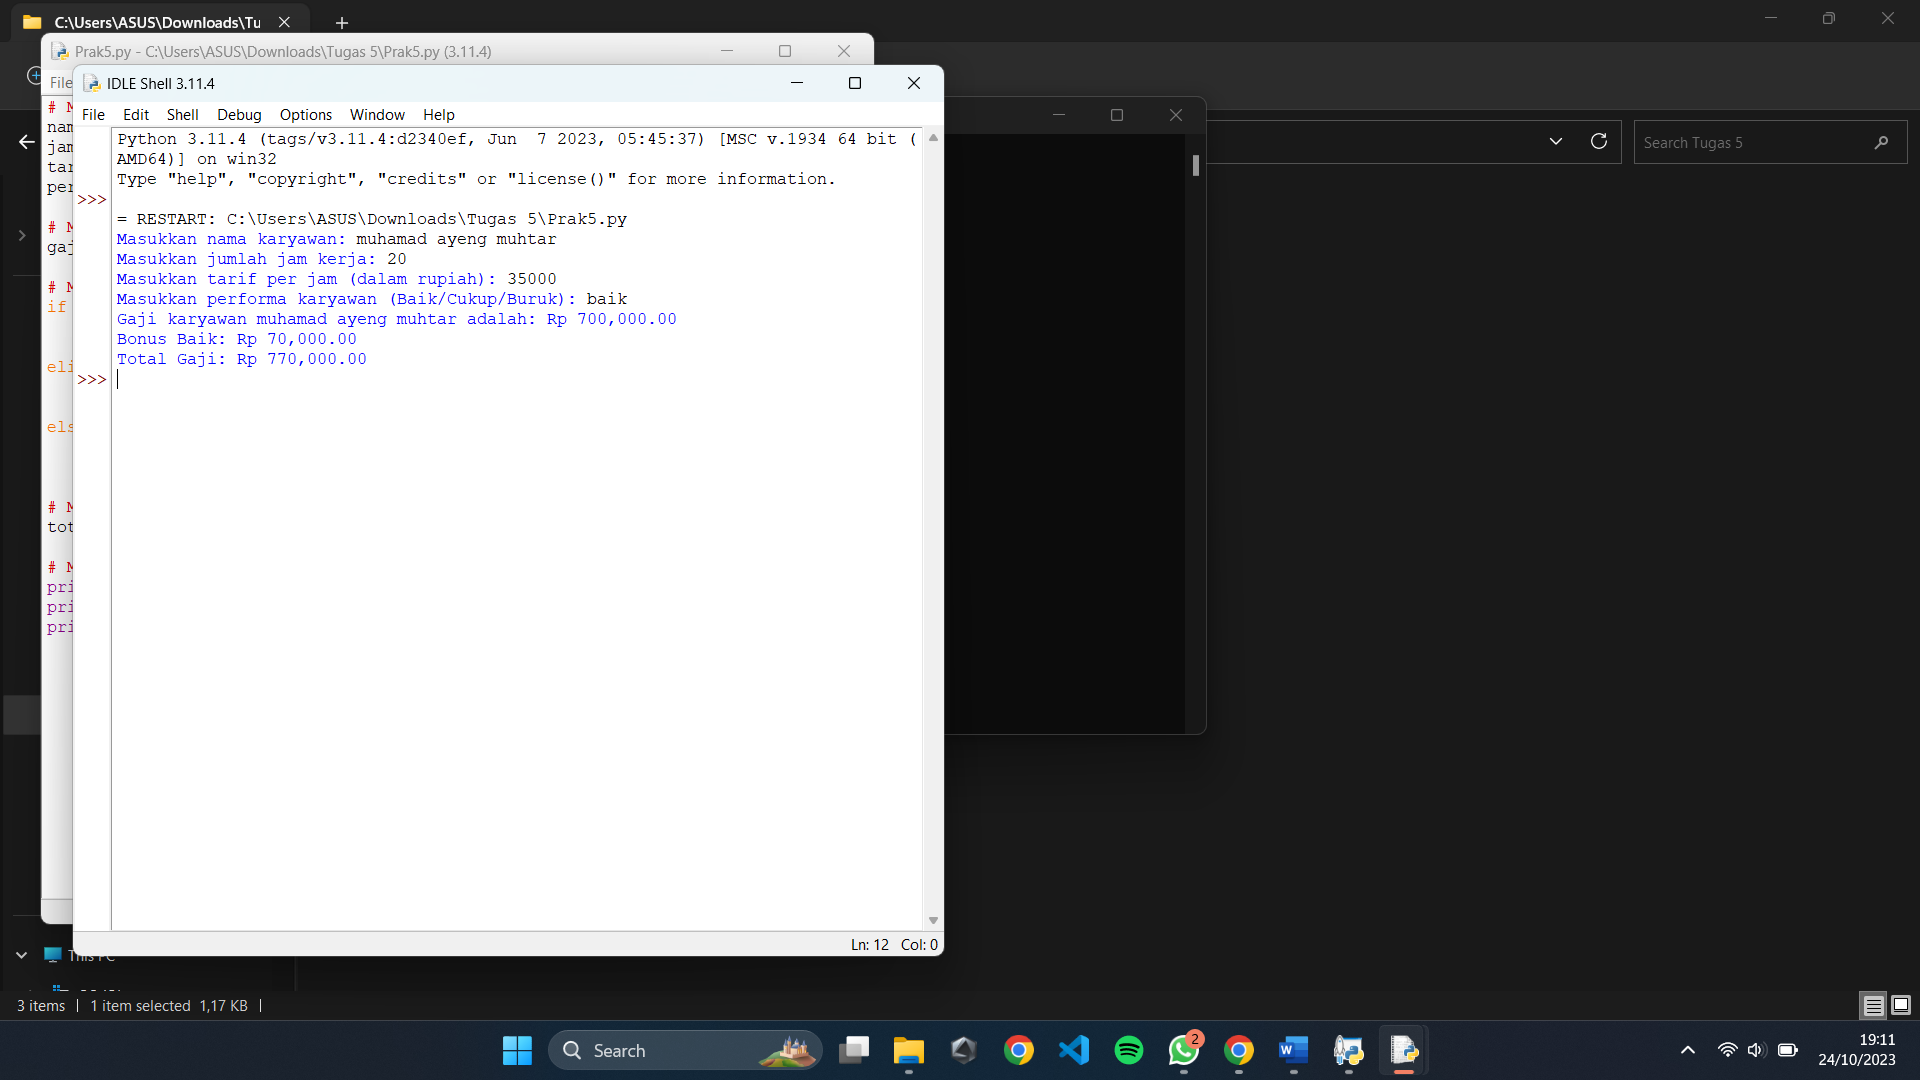 C:\Users\ASUS\Downloads\Tu
Prak5.py - C:\Users\ASUS\Downloads\Tugas 5\Prak5.py (3.11.4)
File
IDLE Shell 3.11.4
File Edit Shell Debug Options Window Help
Python 3.11.4 (tags/v3.11.4:d2340ef, Jun  7 2023, 05:45:37) [MSC v.1934 64 bit (
AMD64)] on win32
Type "help", "copyright", "credits" or "license()" for more information.
>>>
= RESTART: C:\Users\ASUS\Downloads\Tugas 5\Prak5.py
Masukkan nama karyawan: muhamad ayeng muhtar
Masukkan jumlah jam kerja: 20
Masukkan tarif per jam (dalam rupiah): 35000
Masukkan performa karyawan (Baik/Cukup/Buruk): baik
Gaji karyawan muhamad ayeng muhtar adalah: Rp 700,000.00
Bonus Baik: Rp 70,000.00
Total Gaji: Rp 770,000.00
>>>
Ln: 12 Col: 0
# M
nam
jam
tar
per
# M
gaj
# M
if
eli
els
# M
tot
# M
pri
pri
pri
Search Tugas 5
This PC
3 items
1 item selected 1,17 KB
Search
2
19:11
24/10/2023